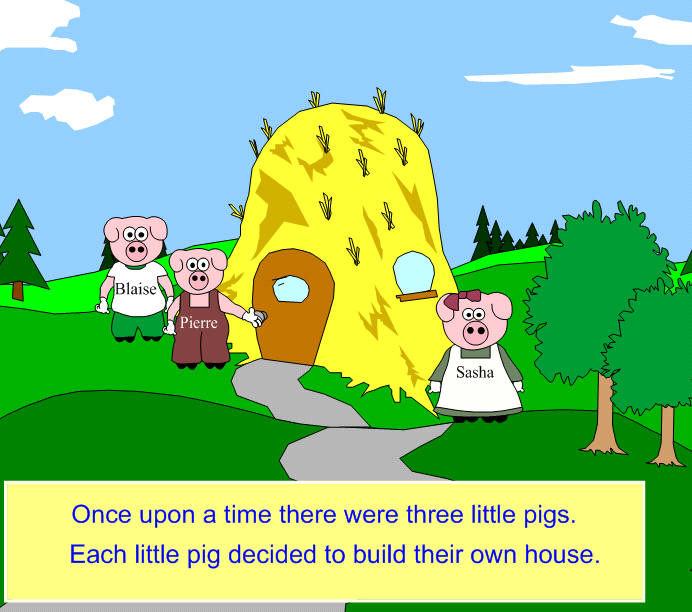 Blaise
Pierre
Sasha
Once upon a time there were three little pigs.
Each little pig decided to build their own house.